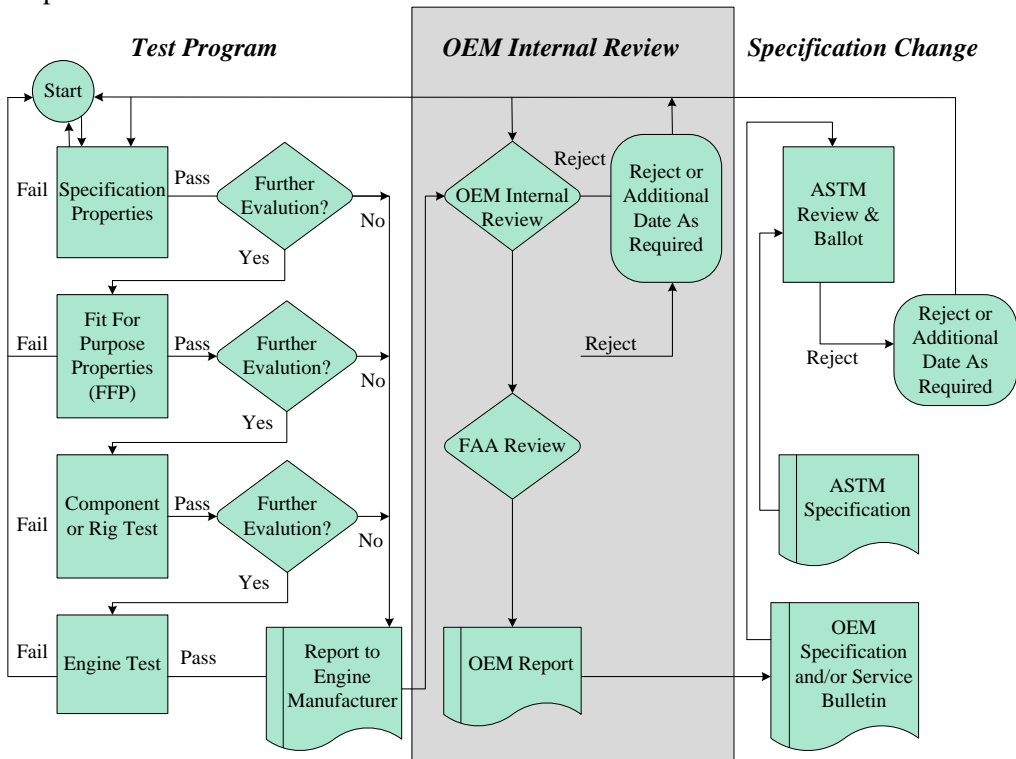 Test Program
OEM Internal Review
Specification Change
Start
Fail
Specification
Properties
Pass
Further
Evalution?
No
Yes
Fail
Fit For
Purpose
Properties
(FFP)
Pass
Further
Evalution?
No
Yes
Fail
Component
or Rig Test
Pass
Further
Evalution?
No
Yes
Fail
Engine Test
Pass
Report to
Engine
Manufacturer
OEM Internal
Review
Reject
Reject or
Additional
Date As
Required
Reject
FAA Review
OEM Report
ASTM
Review &
Ballot
Reject
Reject or
Additional
Date As
Required
ASTM
Specification
OEM
Specification
and/or Service
Bulletin